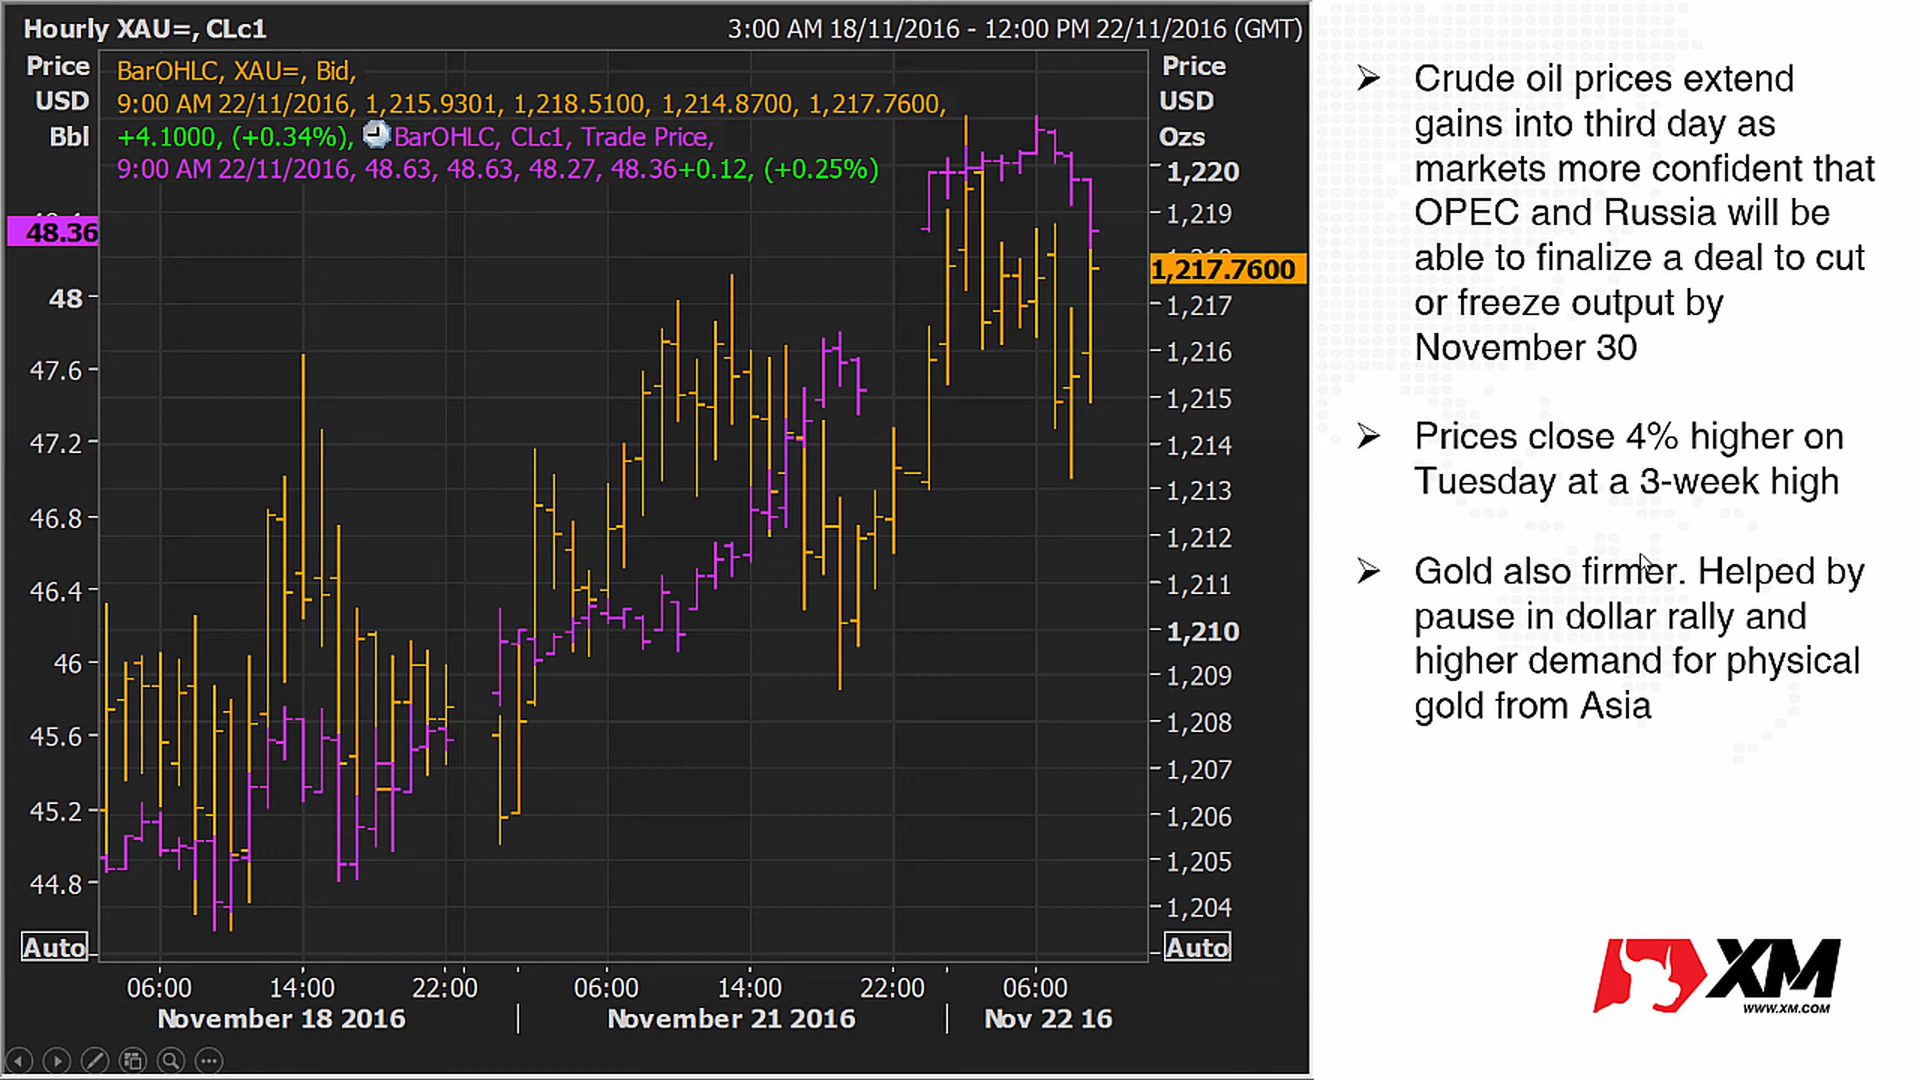 Hourly XAU=, CLc1
3:00 AM 18/11/2016 - 12:00 PM 22/11/2016 (GMT)
Price
USD
Bbl
BarOHLC, XAU=, Bid,
9:00 AM 22/11/2016, 1,215.9301, 1,218.5100, 1,214.8700, 1,217.7600,
+4.1000, (+0.34%), BarOHLC, CLc1, Trade Price,
9:00 AM 22/11/2016, 48.63, 48.63, 48.27, 48.36+0.12, (+0.25%)
Price
USD
Ozs
48.36
48
47.6
47.2
46.8
46.4
46
45.6
45.2
44.8
Auto
1,220
1,219
1,217.7600
1,217
1,216
1,215
1,214
1,213
1,212
1,211
1,210
1,209
1,208
1,207
1,206
1,205
1,204
Auto
06:00 14:00 22:00 06:00 14:00 22:00 06:00
November 18 2016 November 21 2016 Nov 22 16
➢ Crude oil prices extend
gains into third day as
markets more confident that
OPEC and Russia will be
able to finalize a deal to cut
or freeze output by
November 30
➢ Prices close 4% higher on
Tuesday at a 3-week high
➢ Gold also firmer. Helped by
pause in dollar rally and
higher demand for physical
gold from Asia
XM
WWW.XM.COM